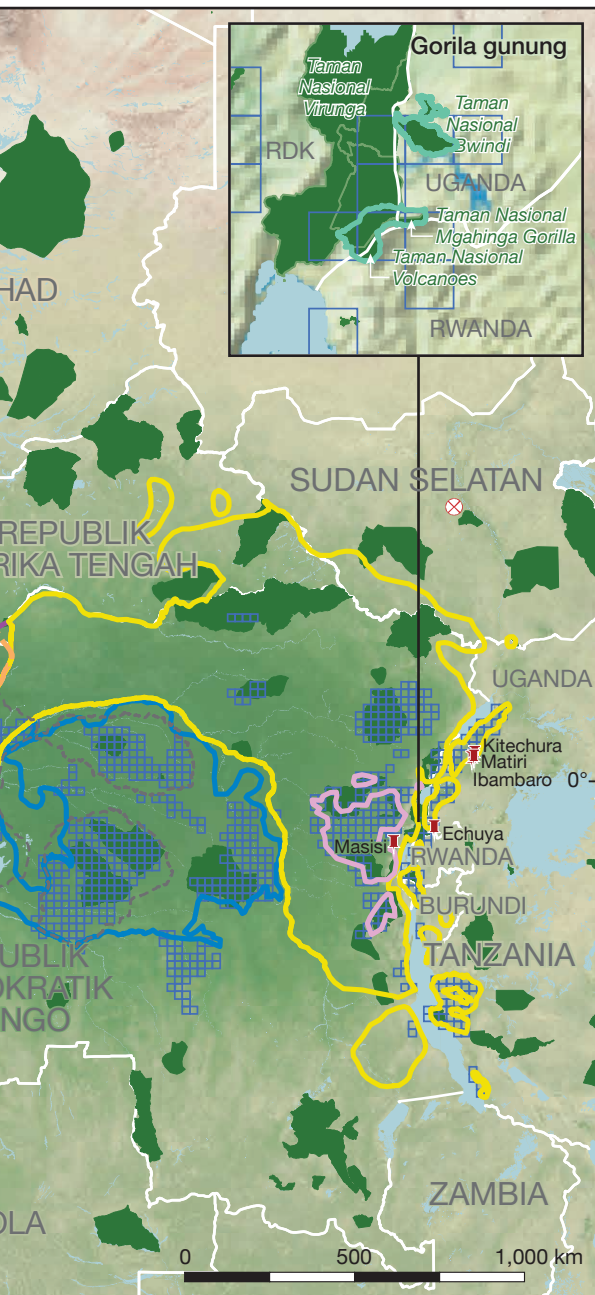 Gorila gunung
Taman
Nasional
Virunga
Taman
Nasional
Bwindi
RDK
UGANDA
Taman Nasional
Mgahinga Gorilla
Taman Nasional
Volcanoes
RWANDA
HAD
SUDAN SELATAN
REPUBLIK
RIKA TENGAH
UGANDA
Kitechura
Matiri
Ibambaro
0°
Echuya
Masisi
RWANDA
BURUNDI
TANZANIA
UBLIK
OKRATIK
NGO
ZAMBIA
OLA
0 500 1,000 km